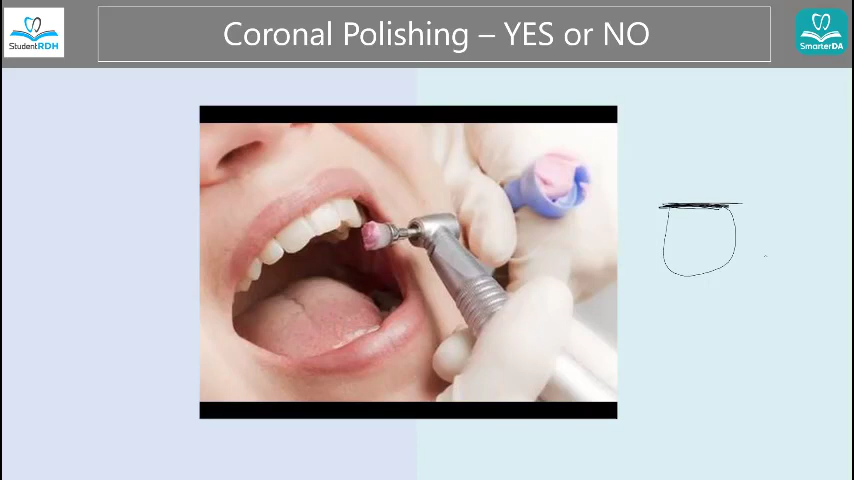 StudentRDH
Coronal Polishing – YES or NO
SmarterDA